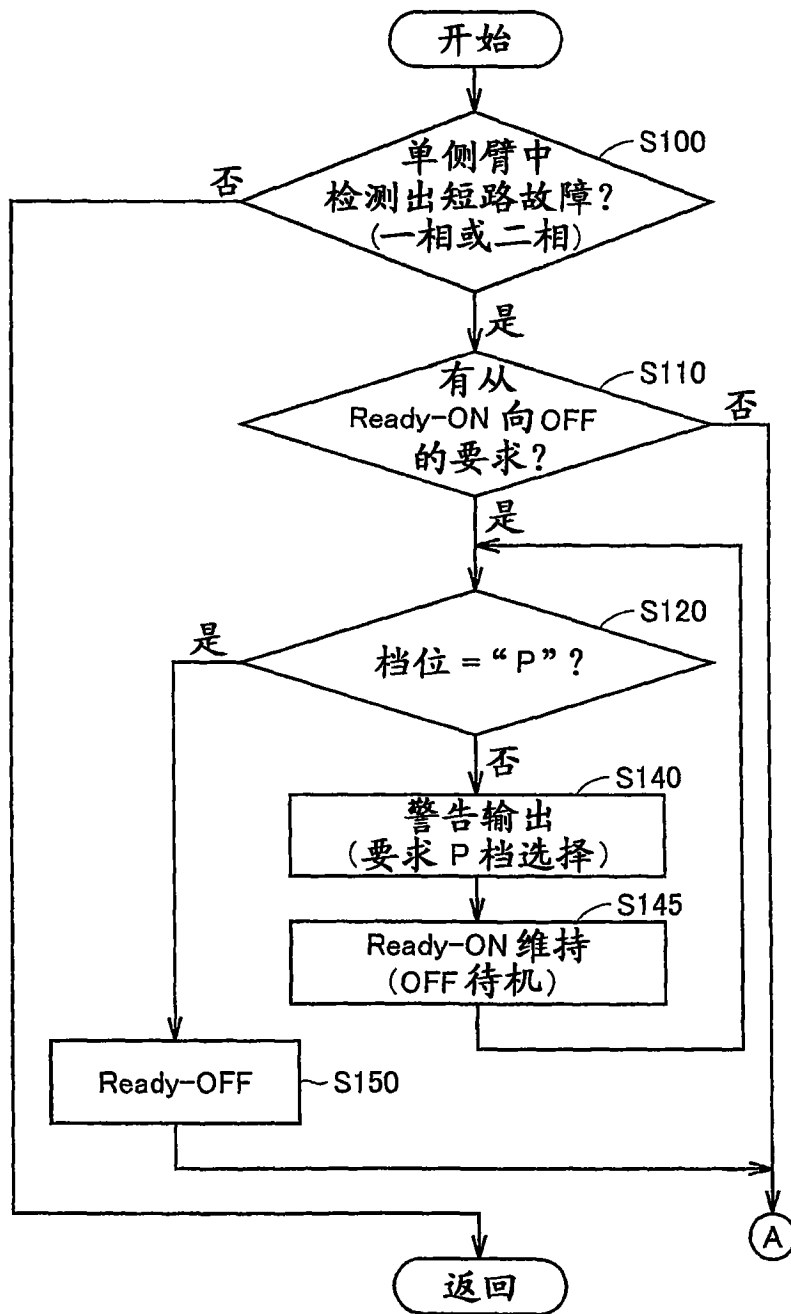 开始
单侧臂中
检测出短路故障?
(一相或二相)
S100
否
是
有从
Ready-ON 向OFF
的要求?
S110
否
是
档位 = “P”?
S120
是
否
警告输出
(要求 P 档选择)
S140
Ready-ON 维持
(OFF 待机)
S145
Ready-OFF
S150
A
返回